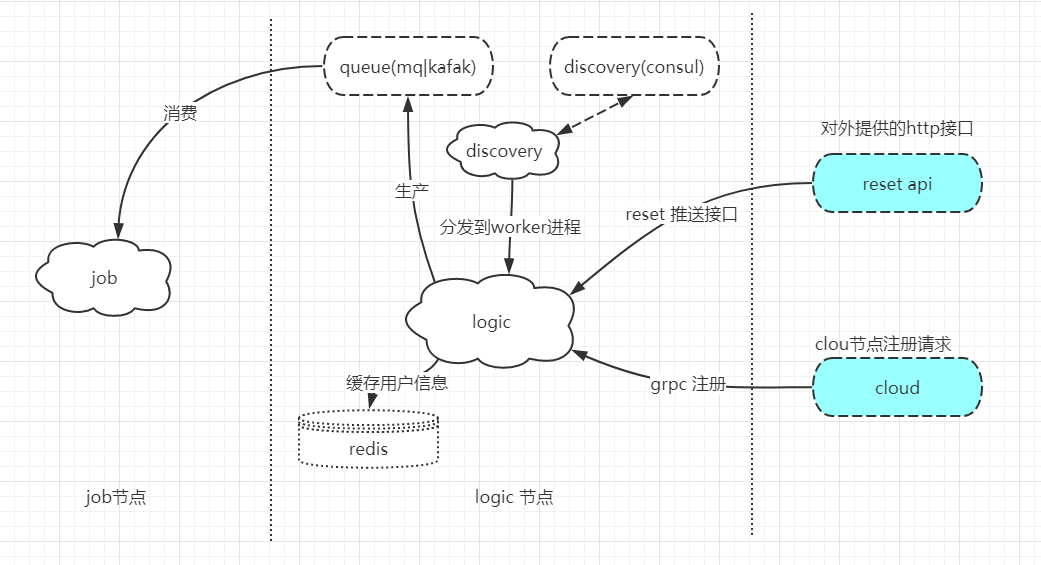 queue(mq|kafak)
discovery(consul)
消费
对外提供的http接口
discovery
reset api
生产
reset 推送接口
分发到worker进程
job
logic
clou节点注册请求
缓存用户信息
grpc 注册
cloud
redis
job节点
logic 节点